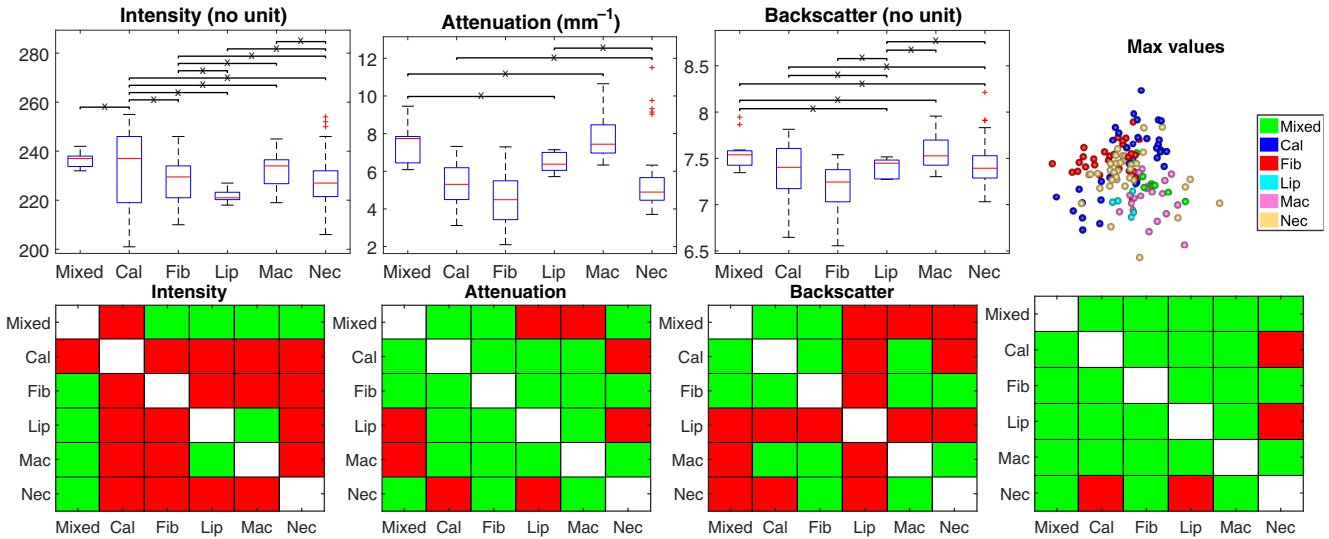 Intensity (no unit)
280
260
240
220
200
Mixed Cal Fib Lip Mac Nec
Attenuation (mm⁻¹)
12
10
8
6
4
2
Mixed Cal Fib Lip Mac Nec
Backscatter (no unit)
8.5
8
7.5
7
6.5
Mixed Cal Fib Lip Mac Nec
Max values
Mixed
Cal
Fib
Lip
Mac
Nec
Intensity
Mixed
Cal
Fib
Lip
Mac
Nec
Mixed Cal Fib Lip Mac Nec
Attenuation
Mixed
Cal
Fib
Lip
Mac
Nec
Mixed Cal Fib Lip Mac Nec
Backscatter
Mixed
Cal
Fib
Lip
Mac
Nec
Mixed Cal Fib Lip Mac Nec
Mixed
Cal
Fib
Lip
Mac
Nec
Mixed Cal Fib Lip Mac Nec